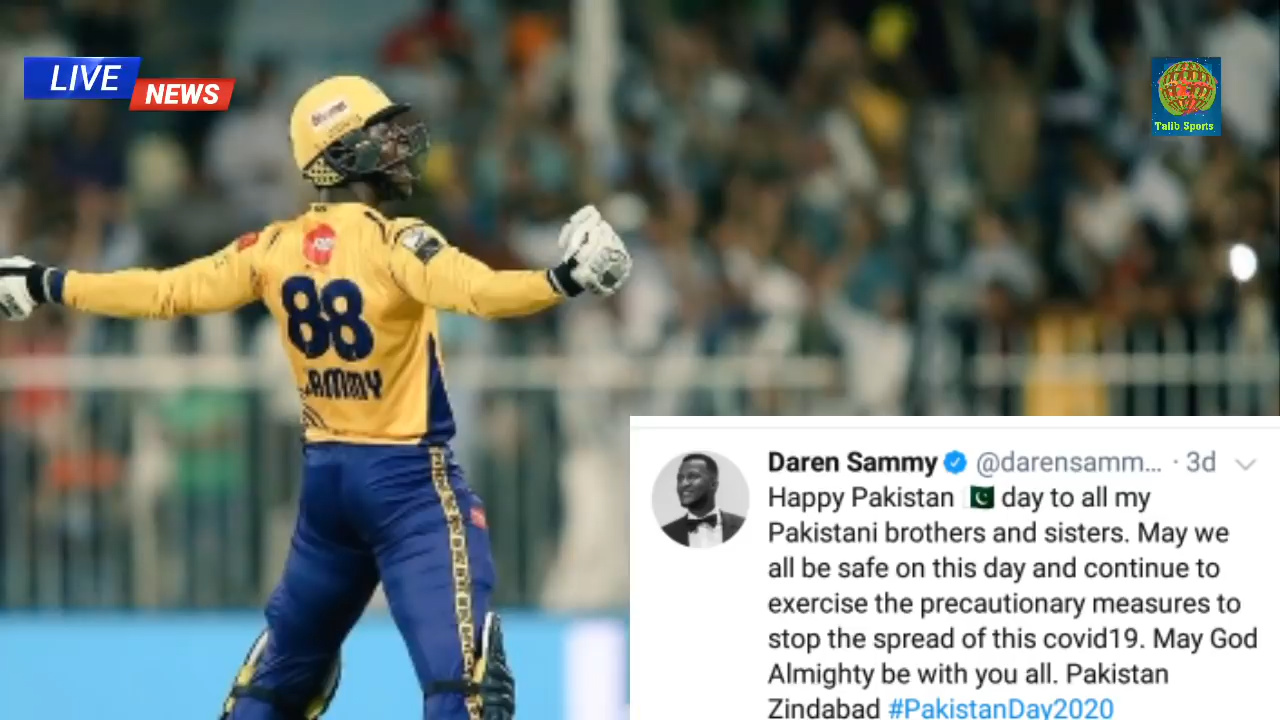 LIVE
NEWS
Talib Sports
88
AMMY
Daren Sammy @darensamm... · 3d
Happy Pakistan 🇵🇰 day to all my
Pakistani brothers and sisters. May we
all be safe on this day and continue to
exercise the precautionary measures to
stop the spread of this covid19. May God
Almighty be with you all. Pakistan
Zindabad #PakistanDay2020